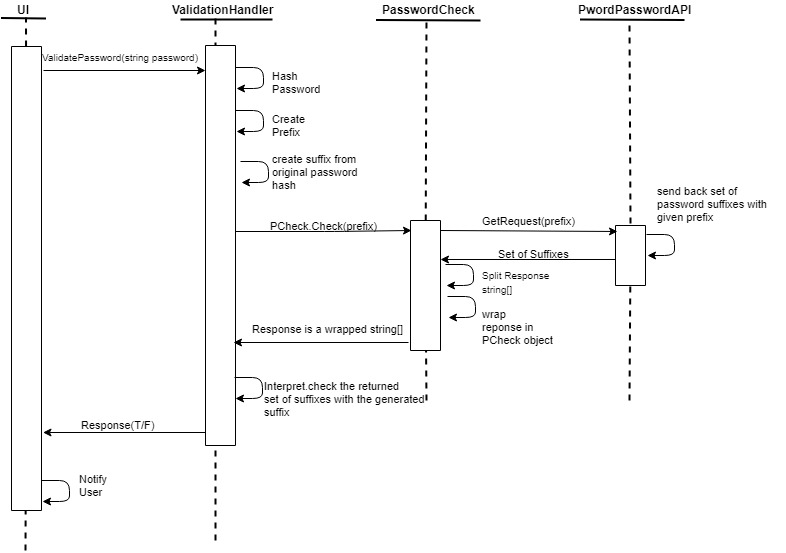 UI
ValidationHandler
PasswordCheck
PwordPasswordAPI
ValidatePassword(string password)
Hash
Password
Create
Prefix
create suffix from
original password
hash
PCheck.Check(prefix)
GetRequest(prefix)
send back set of
password suffixes with
given prefix
Set of Suffixes
Split Response
string[]
wrap
reponse in
PCheck object
Response is a wrapped string[]
Interpret.check the returned
set of suffixes with the generated
suffix
Response(T/F)
Notify
User